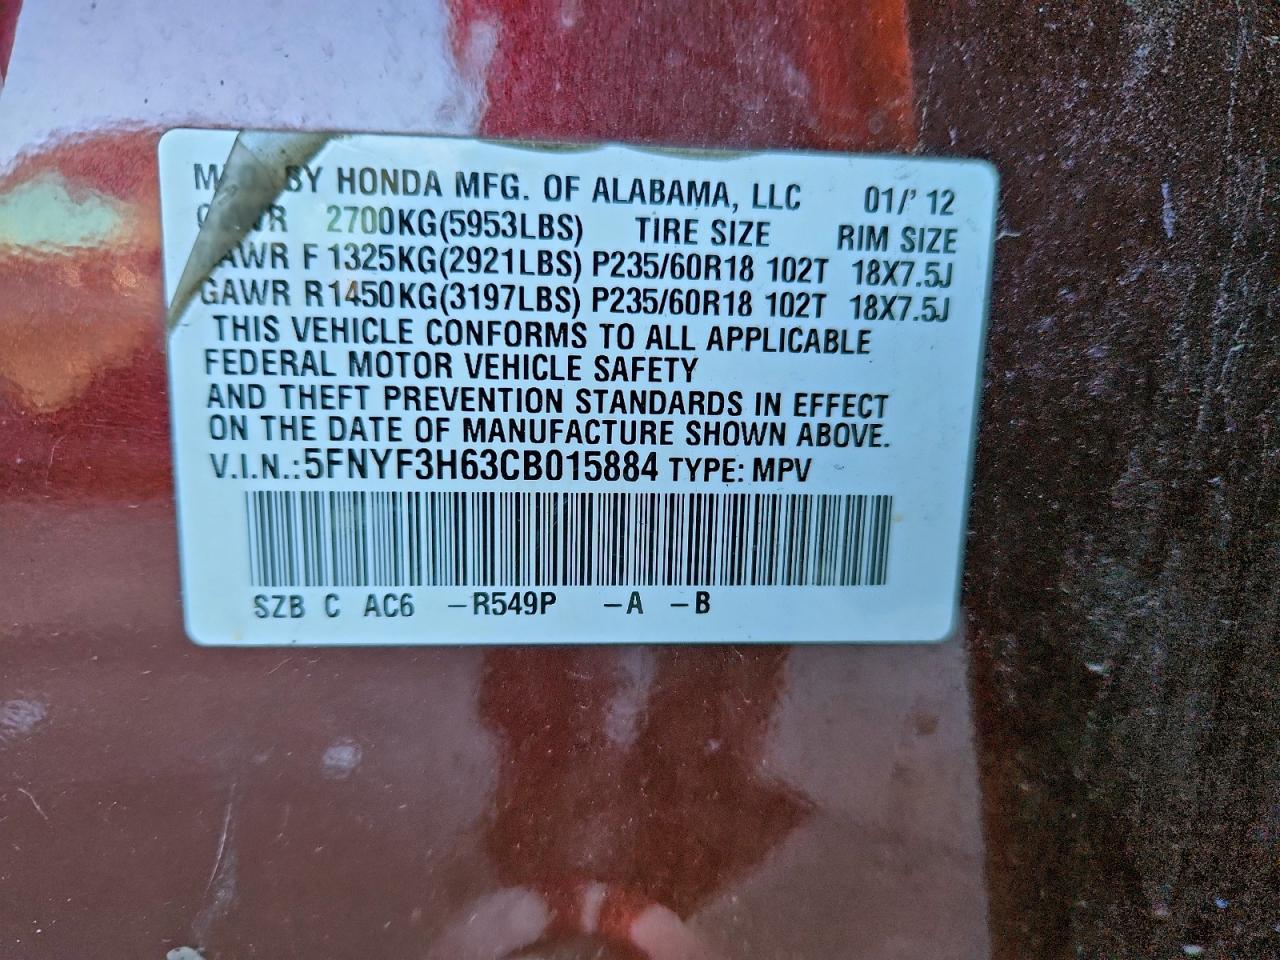 BY HONDA MFG. OF ALABAMA, LLC 01/' 12
2700KG(5953LBS) TIRE SIZE RIM SIZE
F 1325KG(2921LBS) P235/60R18 102T 18X7.5J
GAWR R1450KG(3197LBS) P235/60R18 102T 18X7.5J
THIS VEHICLE CONFORMS TO ALL APPLICABLE
FEDERAL MOTOR VEHICLE SAFETY
AND THEFT PREVENTION STANDARDS IN EFFECT
ON THE DATE OF MANUFACTURE SHOWN ABOVE.
V.I.N.:5FNYF3H63CB015884 TYPE: MPV
SZB C AC6 -R549P -A -B